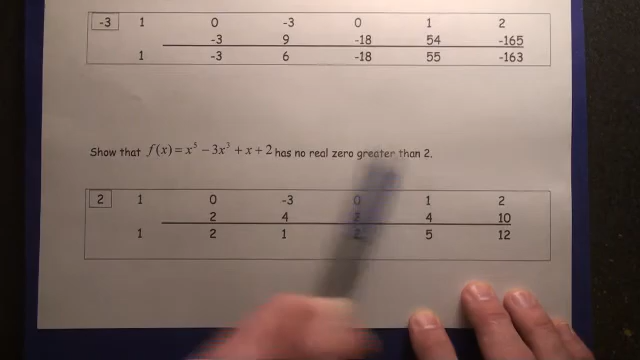 -3 1 0 -3 0 1 2
-3 9 -18 54 -165
1 -3 6 -18 55 -163
Show that f(x) = x⁵ − 3x³ + x + 2 has no real zero greater than 2.
2 1 0 -3 0 1 2
2 4 2 4 10
1 2 1 2 5 12